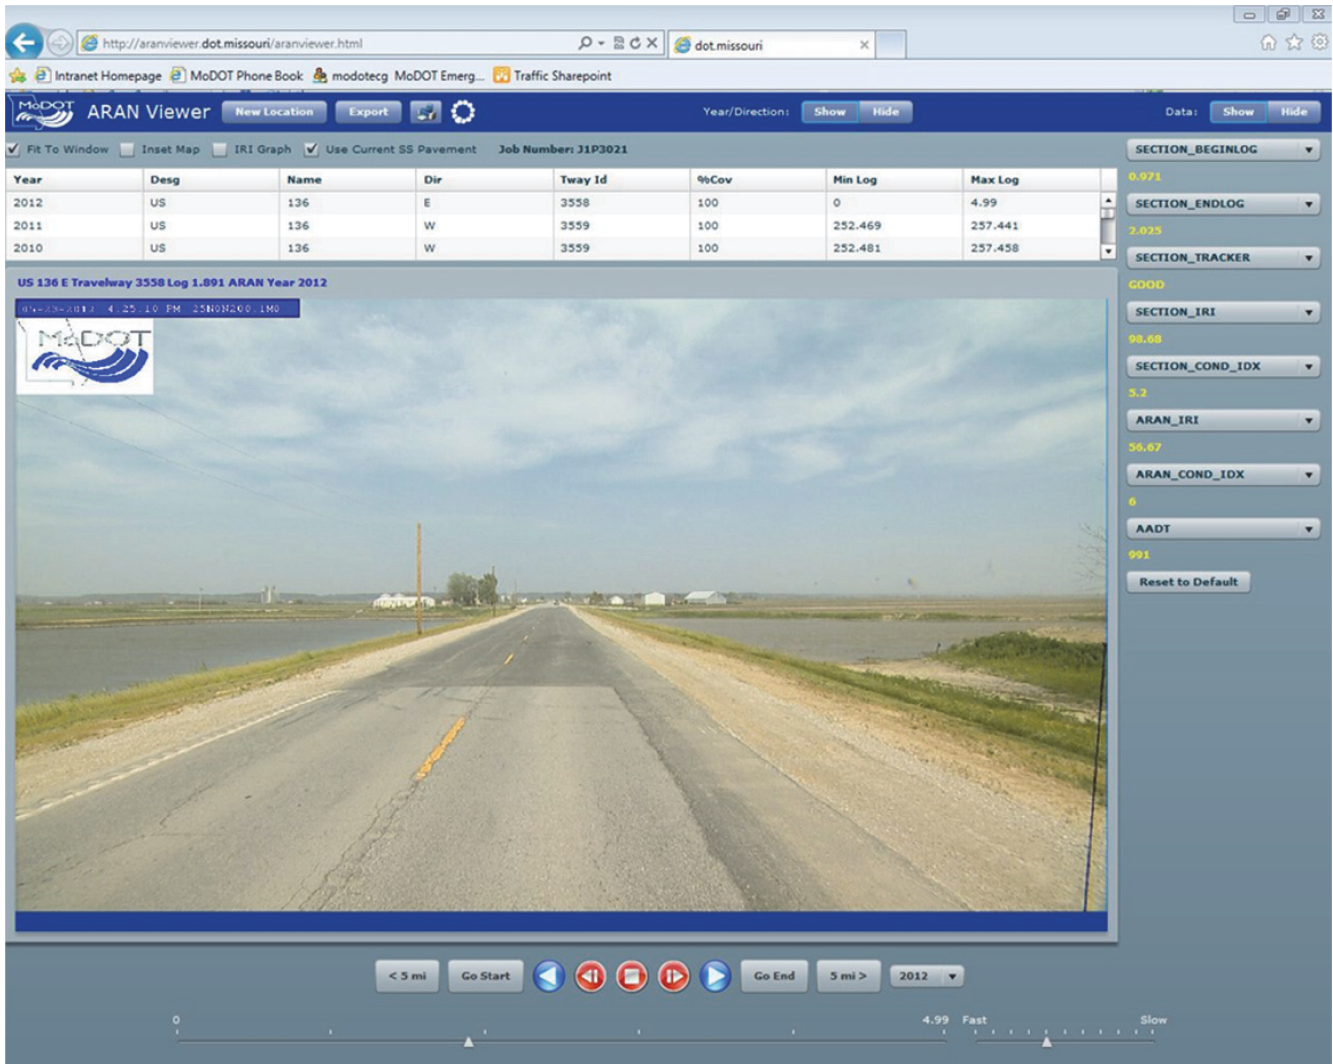 http://aranviewer.dot.missouri/aranviewer.html
dot.missouri
Intranet Homepage MoDOT Phone Book modotecg MoDOT Emerg... Traffic Sharepoint
MoDOT ARAN Viewer New Location Export Year/Direction: Show Hide Data: Show Hide
Fit To Window Inset Map IRI Graph Use Current SS Pavement Job Number: J1P3021
Year Desg Name Dir Tway Id %Cov Min Log Max Log
2012 US 136 E 3558 100 0 4.99
2011 US 136 W 3559 100 252.469 257.441
2010 US 136 W 3559 100 252.481 257.458
US 136 E Travelway 3558 Log 1.891 ARAN Year 2012
4.25.10 PM 25N0N200.1M0
MoDOT
SECTION_BEGINLOG
0.971
SECTION_ENDLOG
2.025
SECTION_TRACKER
GOOD
SECTION_IRI
98.68
SECTION_COND_IDX
5.2
ARAN_IRI
56.67
ARAN_COND_IDX
6
AADT
991
Reset to Default
< 5 mi Go Start Go End 5 mi > 2012
0 4.99 Fast Slow